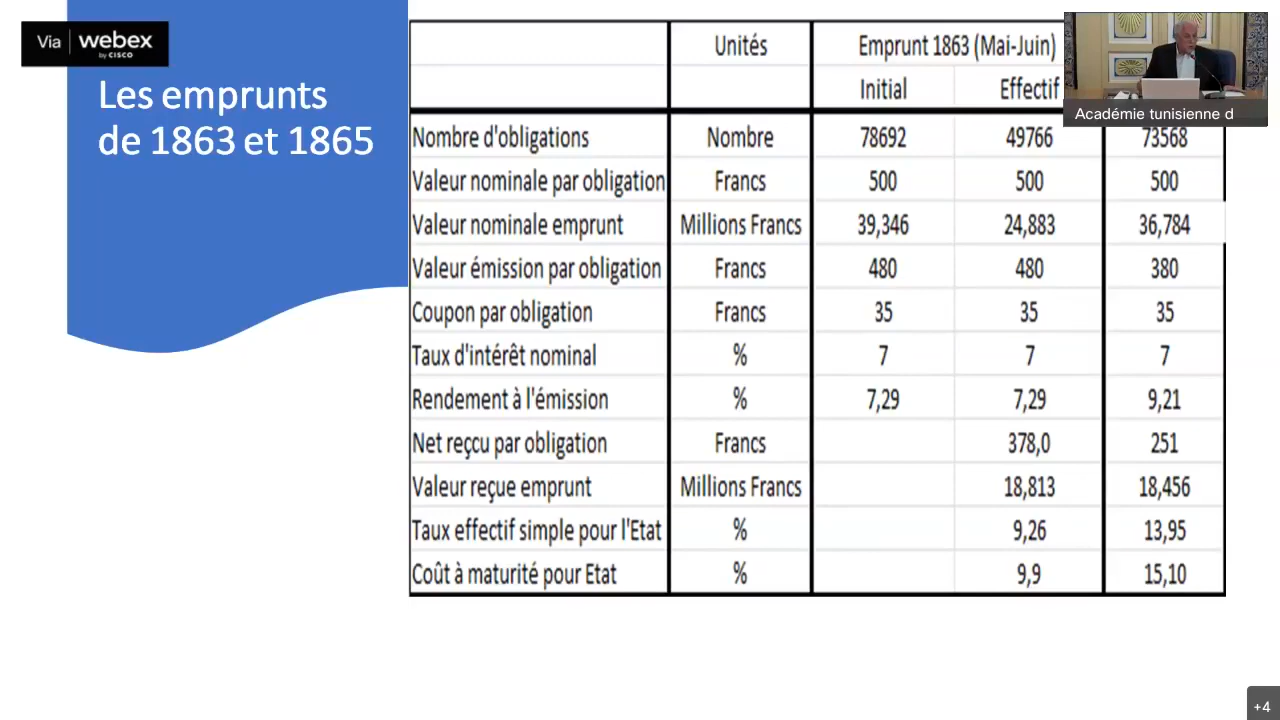 Via webex
by CISCO
Les emprunts
de 1863 et 1865
Unités Emprunt 1863 (Mai-Juin)
Initial Effectif
Nombre d'obligations Nombre 78692 49766 73568
Valeur nominale par obligation Francs 500 500 500
Valeur nominale emprunt Millions Francs 39,346 24,883 36,784
Valeur émission par obligation Francs 480 480 380
Coupon par obligation Francs 35 35 35
Taux d'intérêt nominal % 7 7 7
Rendement à l'émission % 7,29 7,29 9,21
Net reçcu par obligation Francs 378,0 251
Valeur reçue emprunt Millions Francs 18,813 18,456
Taux effectif simple pour l'Etat % 9,26 13,95
Coût à maturité pour Etat % 9,9 15,10
Académie tunisienne d
+4